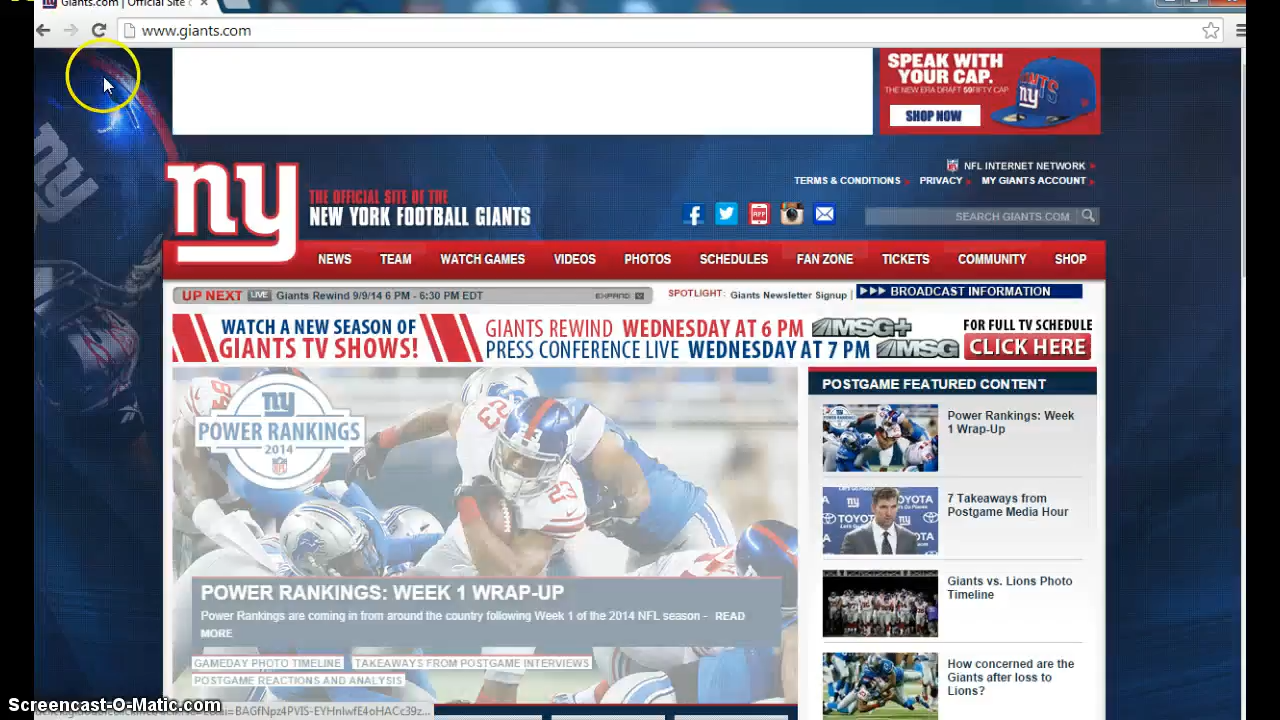 Giants.com | Official Site
www.giants.com
SPEAK WITH
YOUR CAP.
THE NEW ERA DRAFT 59FIFTY CAP
SHOP NOW
NFL INTERNET NETWORK
TERMS & CONDITIONS PRIVACY MY GIANTS ACCOUNT
ny
THE OFFICIAL SITE OF THE
NEW YORK FOOTBALL GIANTS
APP
SEARCH GIANTS.COM
NEWS TEAM WATCH GAMES VIDEOS PHOTOS SCHEDULES FAN ZONE TICKETS COMMUNITY SHOP
UP NEXT LIVE Giants Rewind 9/9/14 6 PM - 6:30 PM EDT EXPAND
SPOTLIGHT: Giants Newsletter Signup | BROADCAST INFORMATION
WATCH A NEW SEASON OF
GIANTS TV SHOWS!
GIANTS REWIND WEDNESDAY AT 6 PM MSG+
PRESS CONFERENCE LIVE WEDNESDAY AT 7 PM MSG
FOR FULL TV SCHEDULE
CLICK HERE
ny
POWER RANKINGS
2014
NFL
23
23
POWER RANKINGS: WEEK 1 WRAP-UP
Power Rankings are coming in from around the country following Week 1 of the 2014 NFL season - READ
MORE
GAMEDAY PHOTO TIMELINE TAKEAWAYS FROM POSTGAME INTERVIEWS
POSTGAME REACTIONS AND ANALYSIS
POSTGAME FEATURED CONTENT
Power Rankings: Week
1 Wrap-Up
7 Takeaways from
Postgame Media Hour
Giants vs. Lions Photo
Timeline
How concerned are the
Giants after loss to
Lions?
Screencast-O-Matic.com